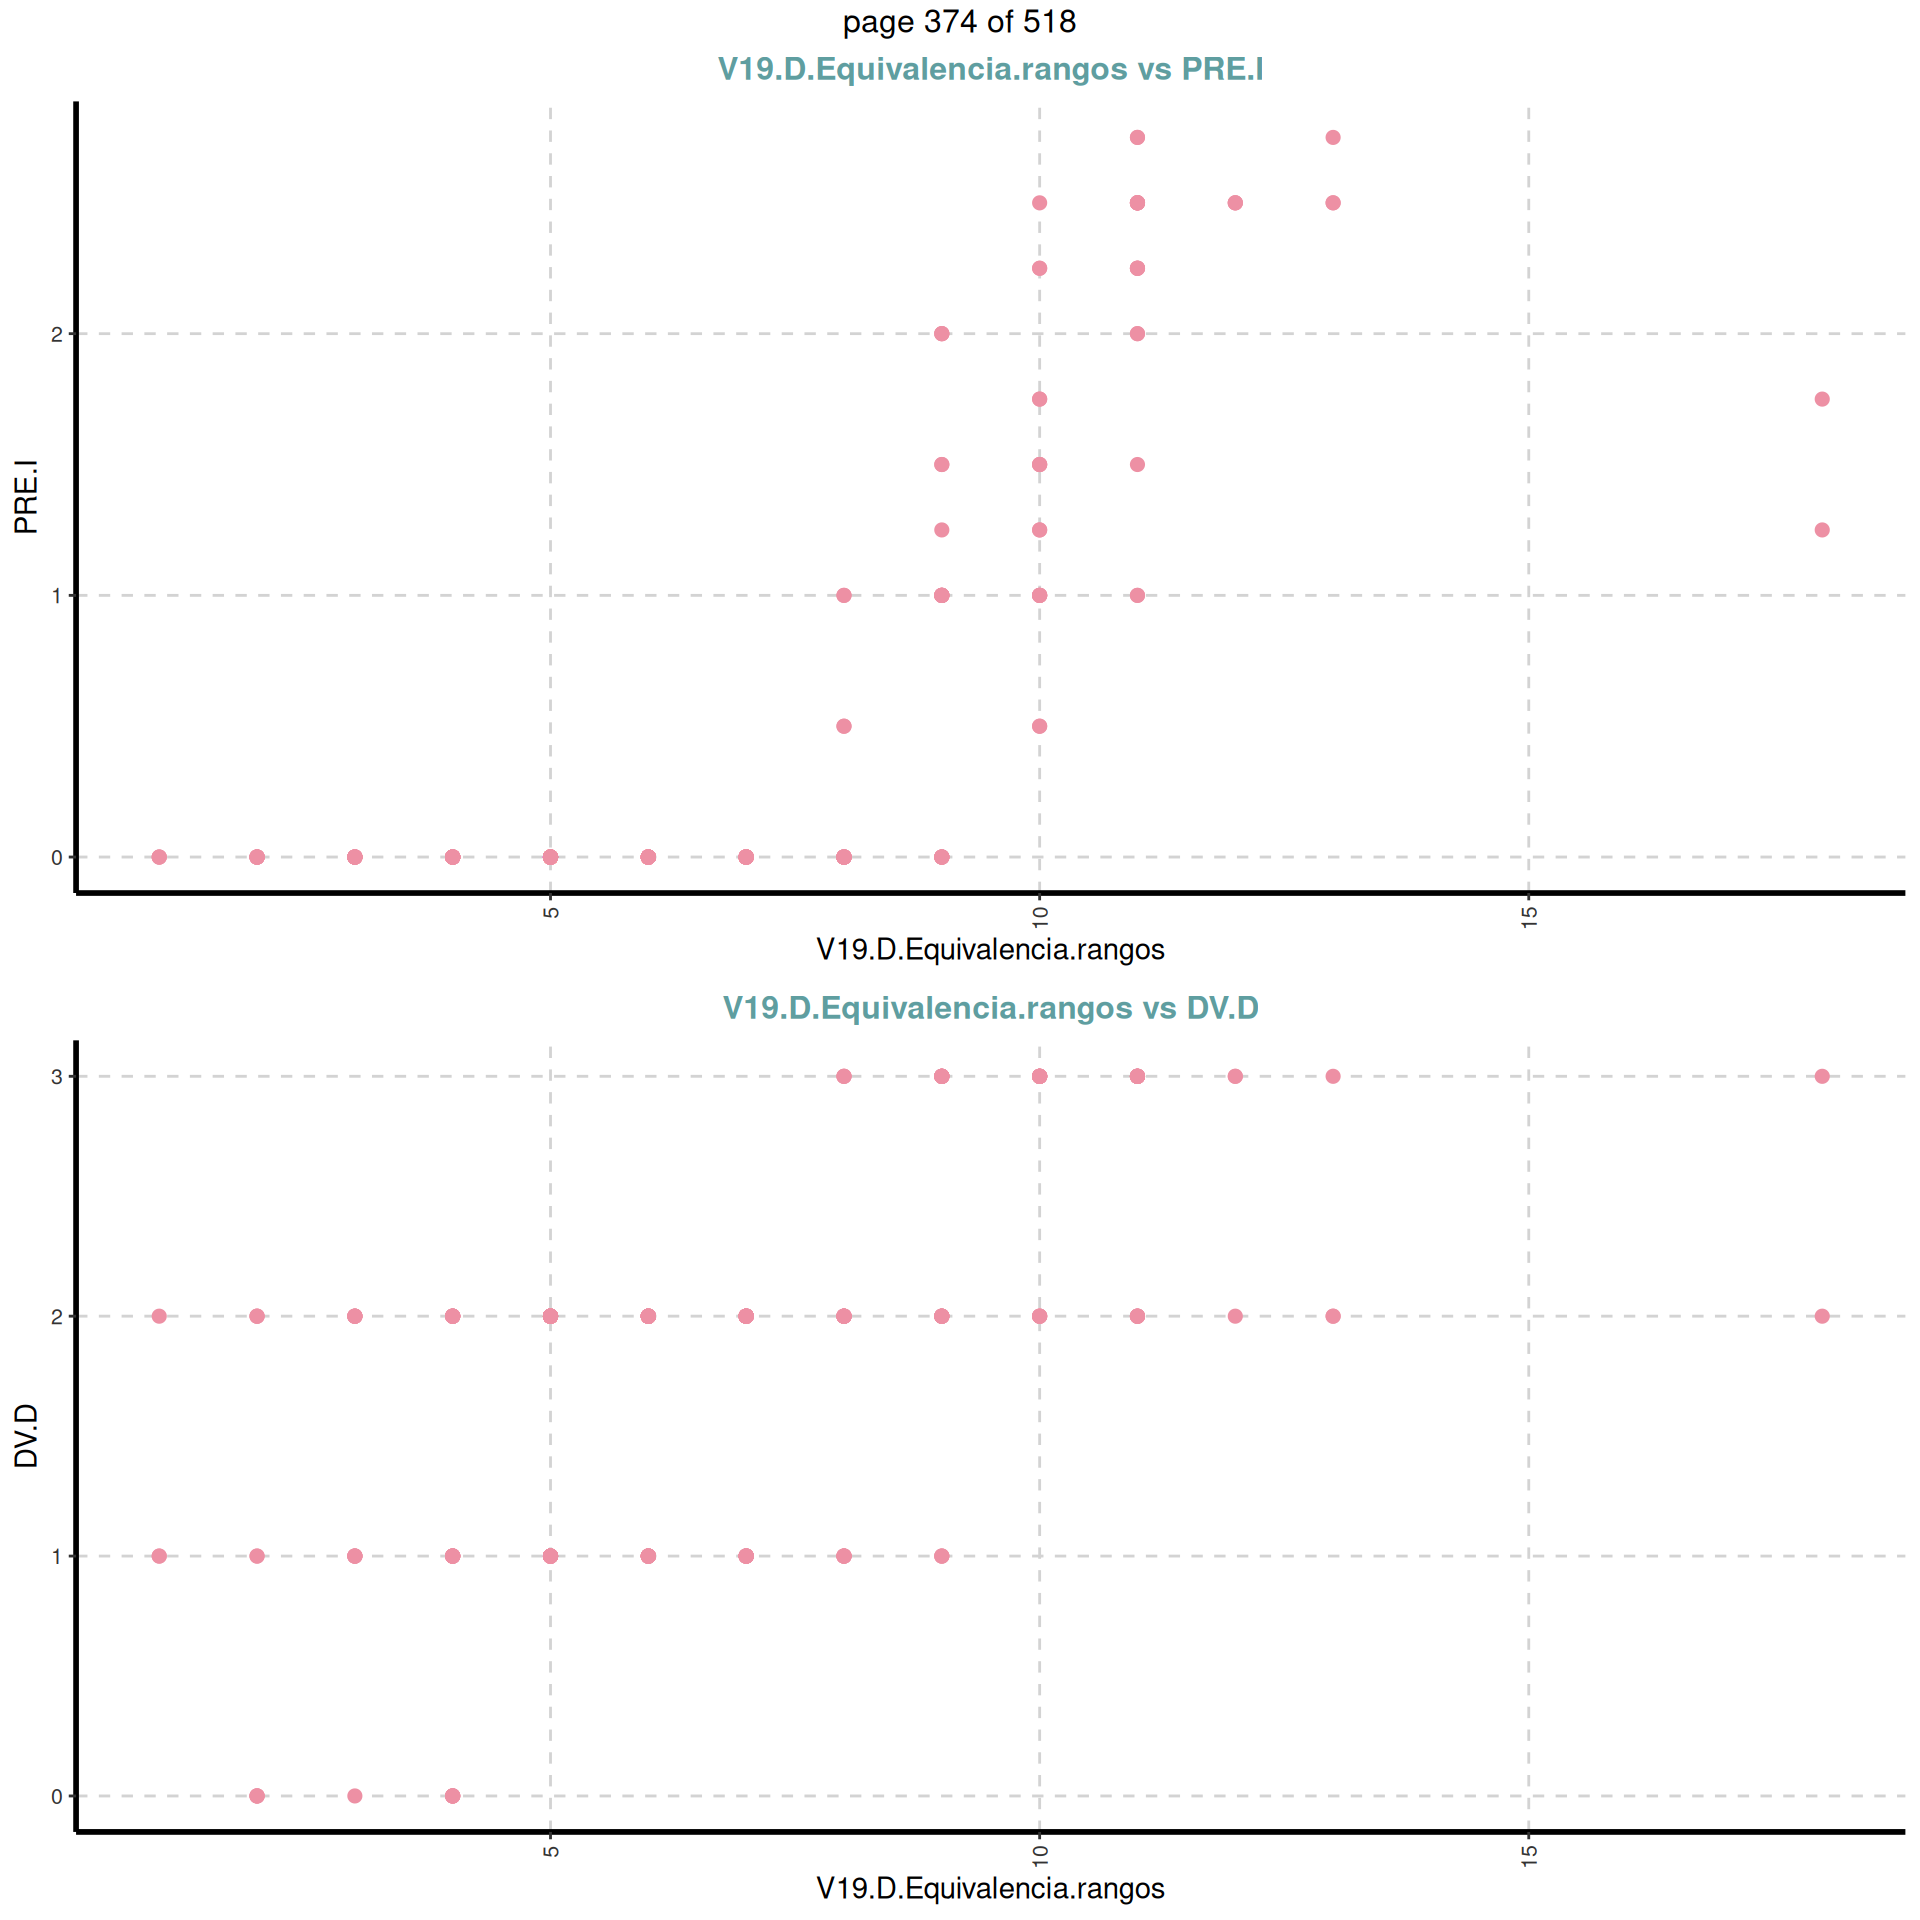 page 374 of 518
V19.D.Equivalencia.rangos vs PRE.I
PRE.I
2
1
0
5
10
15
V19.D.Equivalencia.rangos
V19.D.Equivalencia.rangos vs DV.D
DV.D
3
2
1
0
5
10
15
V19.D.Equivalencia.rangos